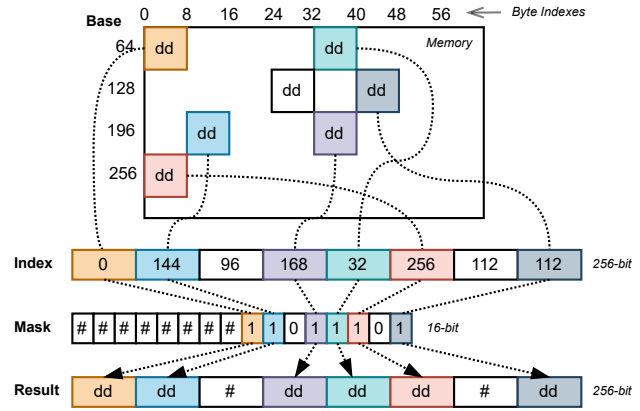 0 8 16 24 32 40 48 56 Byte Indexes
Base
64 dd dd Memory
128 dd dd
196 dd dd
256 dd
Index 0 144 96 168 32 256 112 112 256-bit
Mask # # # # # # # # 1 1 0 1 1 1 0 1 16-bit
Result dd dd # dd dd dd # dd 256-bit